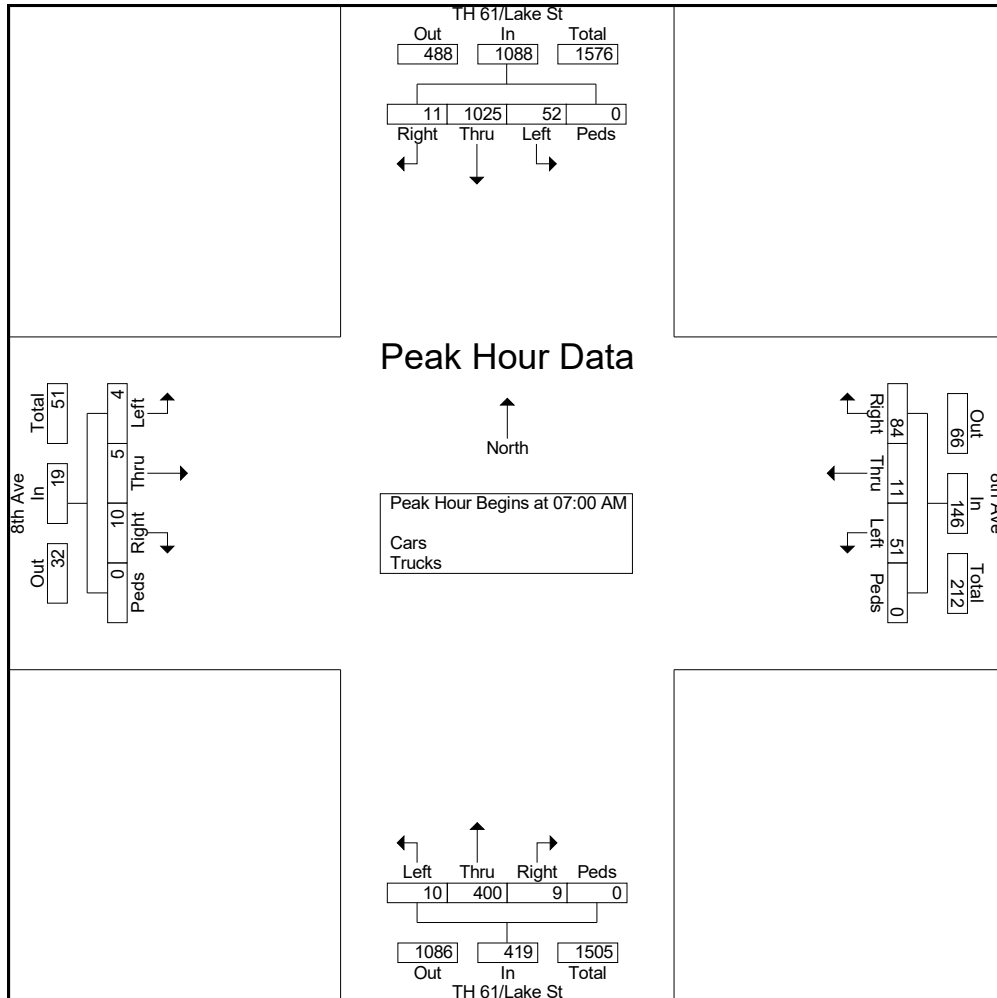 TH 61/Lake St
Out In Total
488 1088 1576
11 1025 52 0
Right Thru Left Peds
Peak Hour Data
North
Peak Hour Begins at 07:00 AM
Cars
Trucks
8th Ave
Total In Out
51 19 32
4 5 10 0
Left Thru Right Peds
8th Ave
Out In Total
66 146 212
84 11 51 0
Right Thru Left Peds
Left Thru Right Peds
10 400 9 0
1086 419 1505
Out In Total
TH 61/Lake St